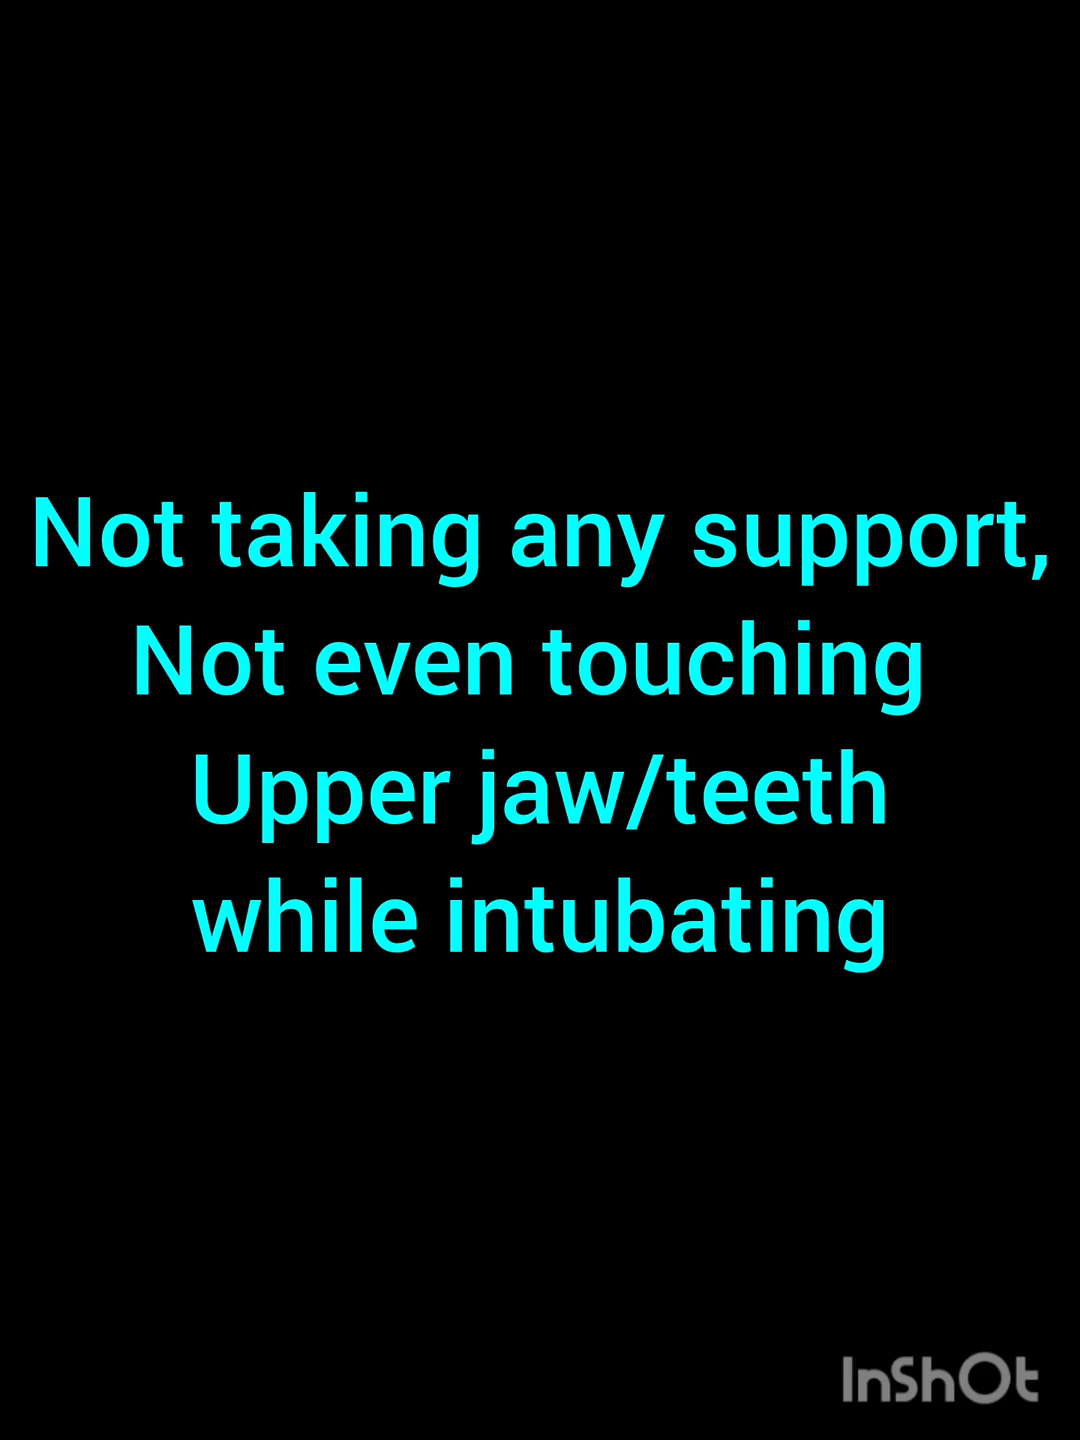 Not taking any support,
Not even touching
Upper jaw/teeth
while intubating
InShOt